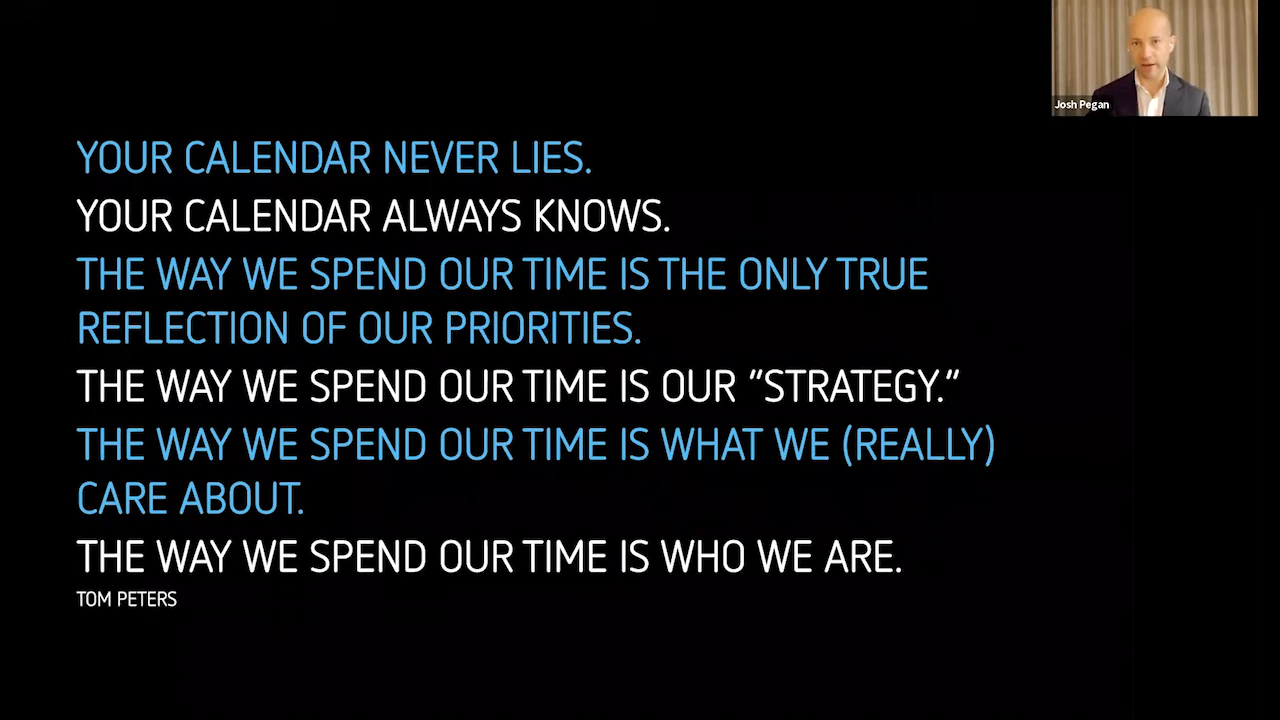 Josh Pegan
YOUR CALENDAR NEVER LIES.
YOUR CALENDAR ALWAYS KNOWS.
THE WAY WE SPEND OUR TIME IS THE ONLY TRUE
REFLECTION OF OUR PRIORITIES.
THE WAY WE SPEND OUR TIME IS OUR “STRATEGY.“
THE WAY WE SPEND OUR TIME IS WHAT WE (REALLY)
CARE ABOUT.
THE WAY WE SPEND OUR TIME IS WHO WE ARE.
TOM PETERS